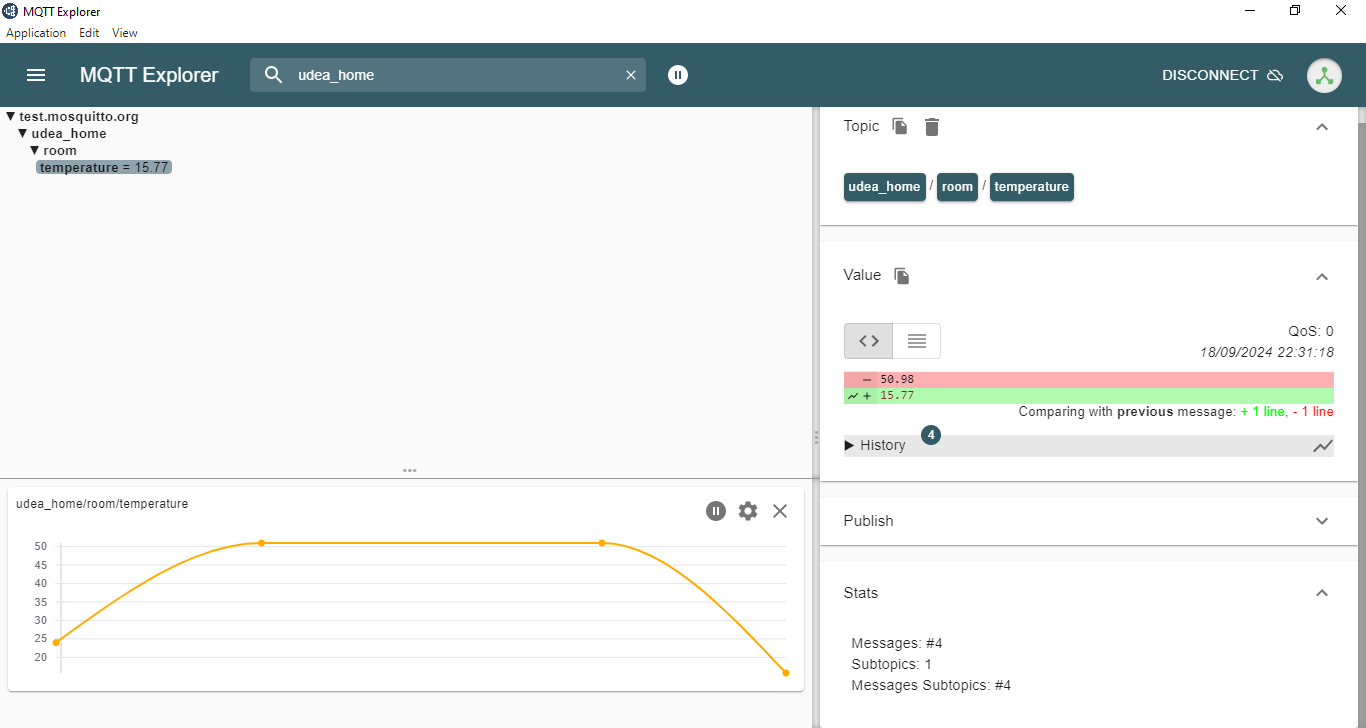 MQTT Explorer
Application Edit View
MQTT Explorer
udea_home
DISCONNECT
▼ test.mosquitto.org
▼ udea_home
▼ room
temperature = 15.77
Topic
udea_home / room / temperature
Value
QoS: 0
18/09/2024 22:31:18
- 50.98
+ 15.77
Comparing with previous message: + 1 line, - 1 line
▶ History 4
Publish
Stats
Messages: #4
Subtopics: 1
Messages Subtopics: #4
udea_home/room/temperature
50
45
40
35
30
25
20